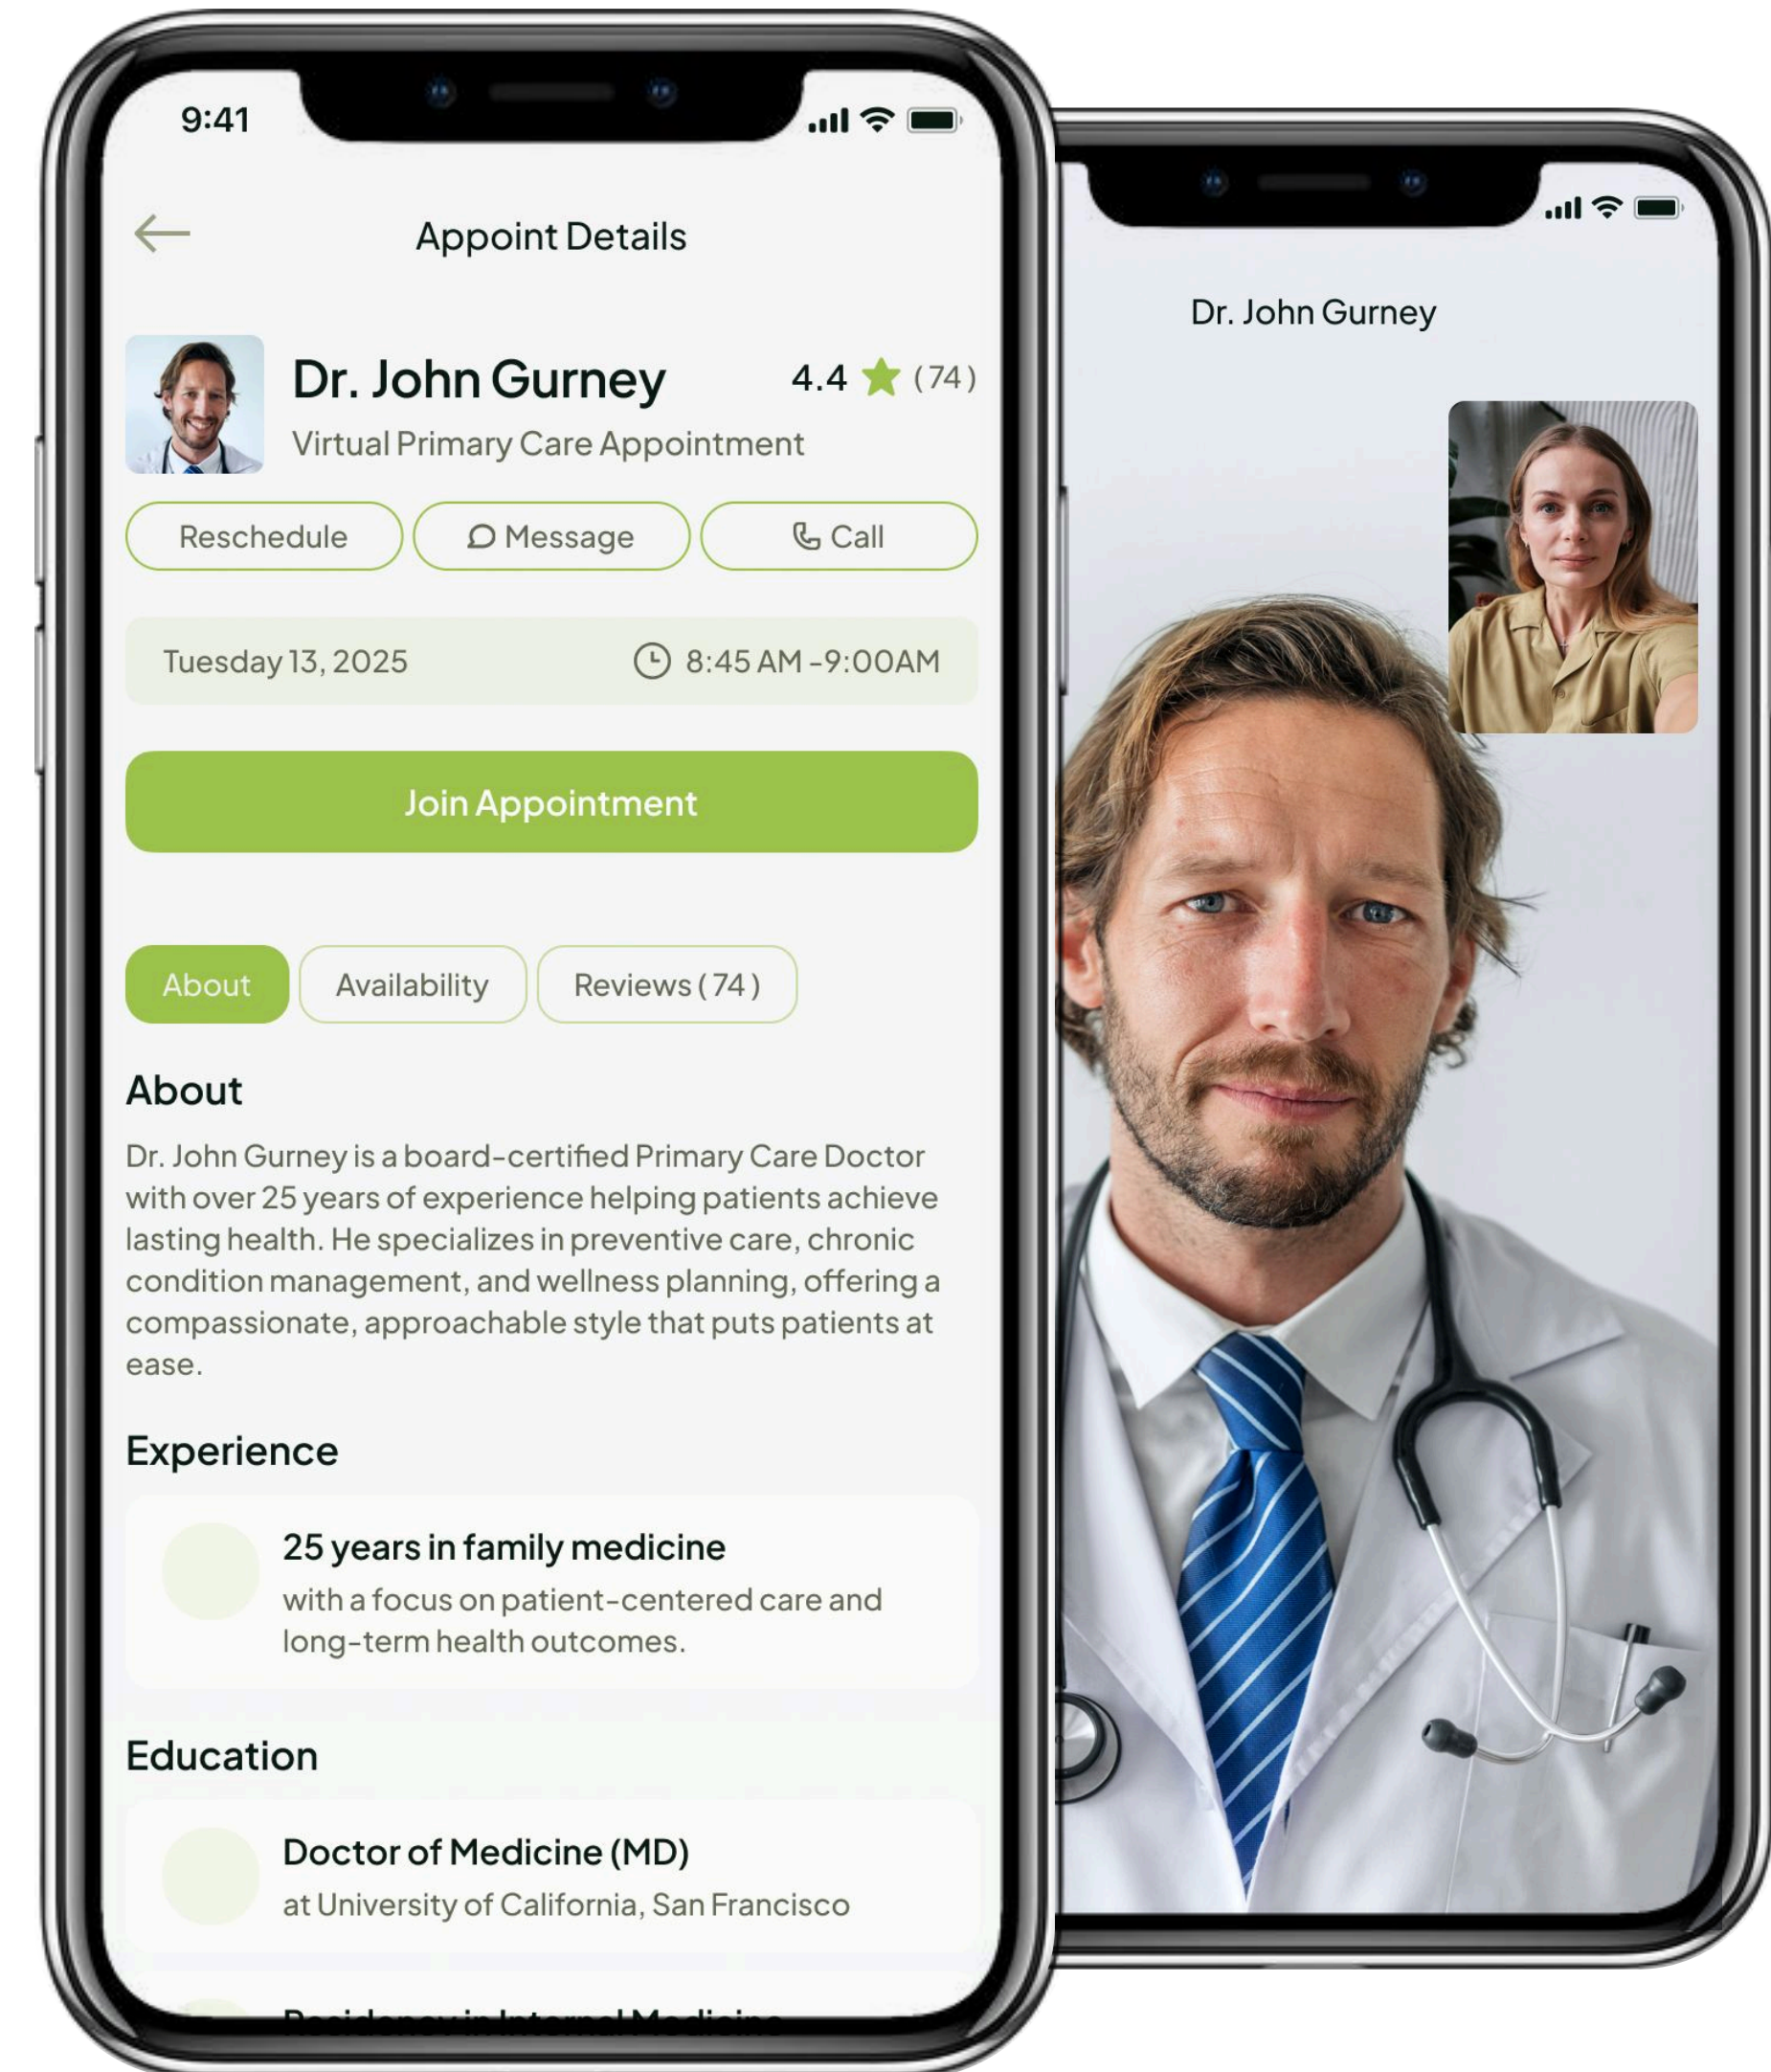 9:41
Appoint Details
Dr. John Gurney
4.4 (74)
Virtual Primary Care Appointment
Reschedule
Message
Call
Tuesday 13, 2025
8:45 AM -9:00AM
Join Appointment
About
Availability
Reviews (74)
About
Dr. John Gurney is a board-certified Primary Care Doctor
with over 25 years of experience helping patients achieve
lasting health. He specializes in preventive care, chronic
condition management, and wellness planning, offering a
compassionate, approachable style that puts patients at
ease.
Experience
25 years in family medicine
with a focus on patient-centered care and
long-term health outcomes.
Education
Doctor of Medicine (MD)
at University of California, San Francisco
Residency in Internal Medicine
Dr. John Gurney